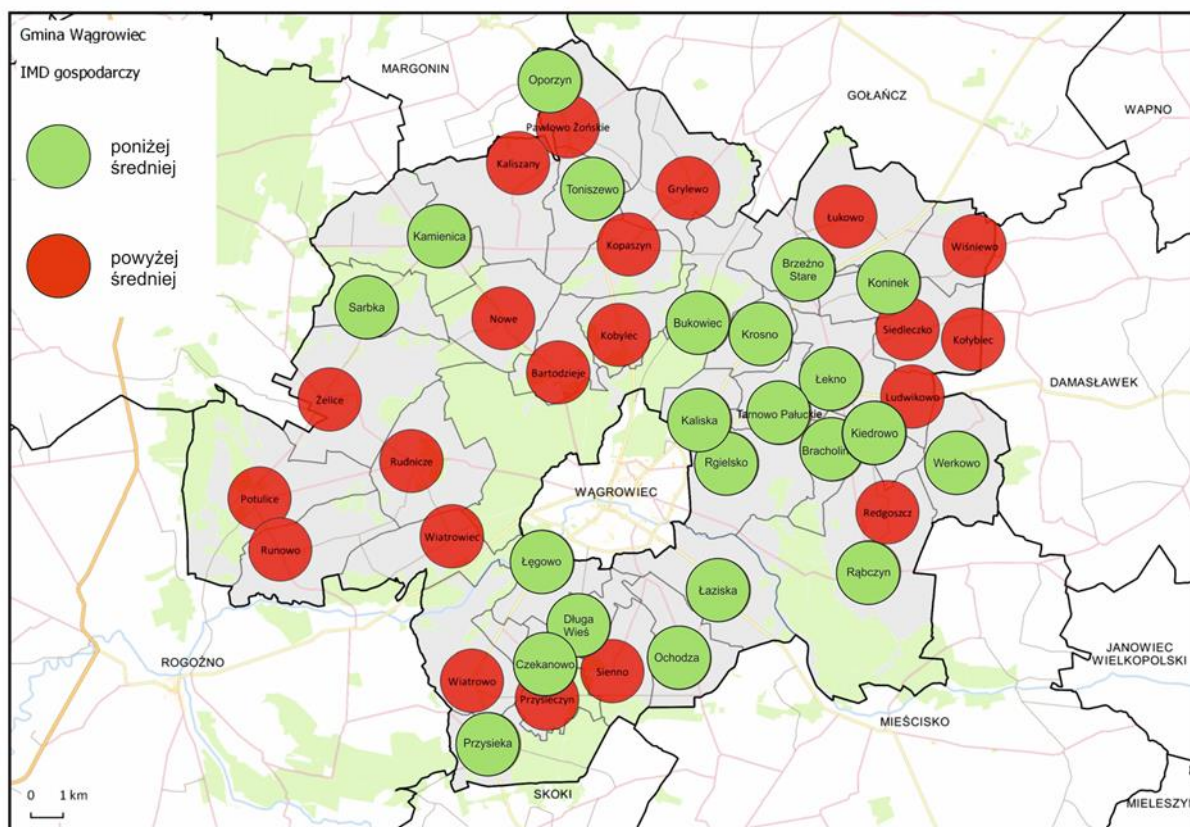 Gmina Wągrowiec
IMD gospodarczy
poniżej
średniej
powyżej
średniej
MARGONIN
GOŁAŃCZ
WAPNO
Oporzyn
Pawłowo Żońskie
Kaliszany
Toniszewo
Grylewo
Łukowo
Kamienica
Kopaszyn
Wiśniewo
Brzeźno
Stare
Koninek
Sarbka
Nowe
Bukowiec
Krosno
Kobylec
Siedleczko
Kołybiec
Bartodzieje
Łekno
DAMASŁAWEK
Żelice
Ludwikowo
Tarnowo Pałuckie
Kaliska
Kiedrowo
Bracholin
Rgielsko
Werkowo
Rudnicze
WĄGROWIEC
Potulice
Redgoszcz
Runowo
Wiatrowiec
Łęgowo
Rąbczyn
Łaziska
Długa
Wieś
JANOWIEC
WIELKOPOLSKI
ROGOŹNO
Czekanowo
Sienno
Ochodza
Wiatrowo
Przysieczyn
MIEŚCISKO
Przysieka
SKOKI
MIELESZYN
0 1 km